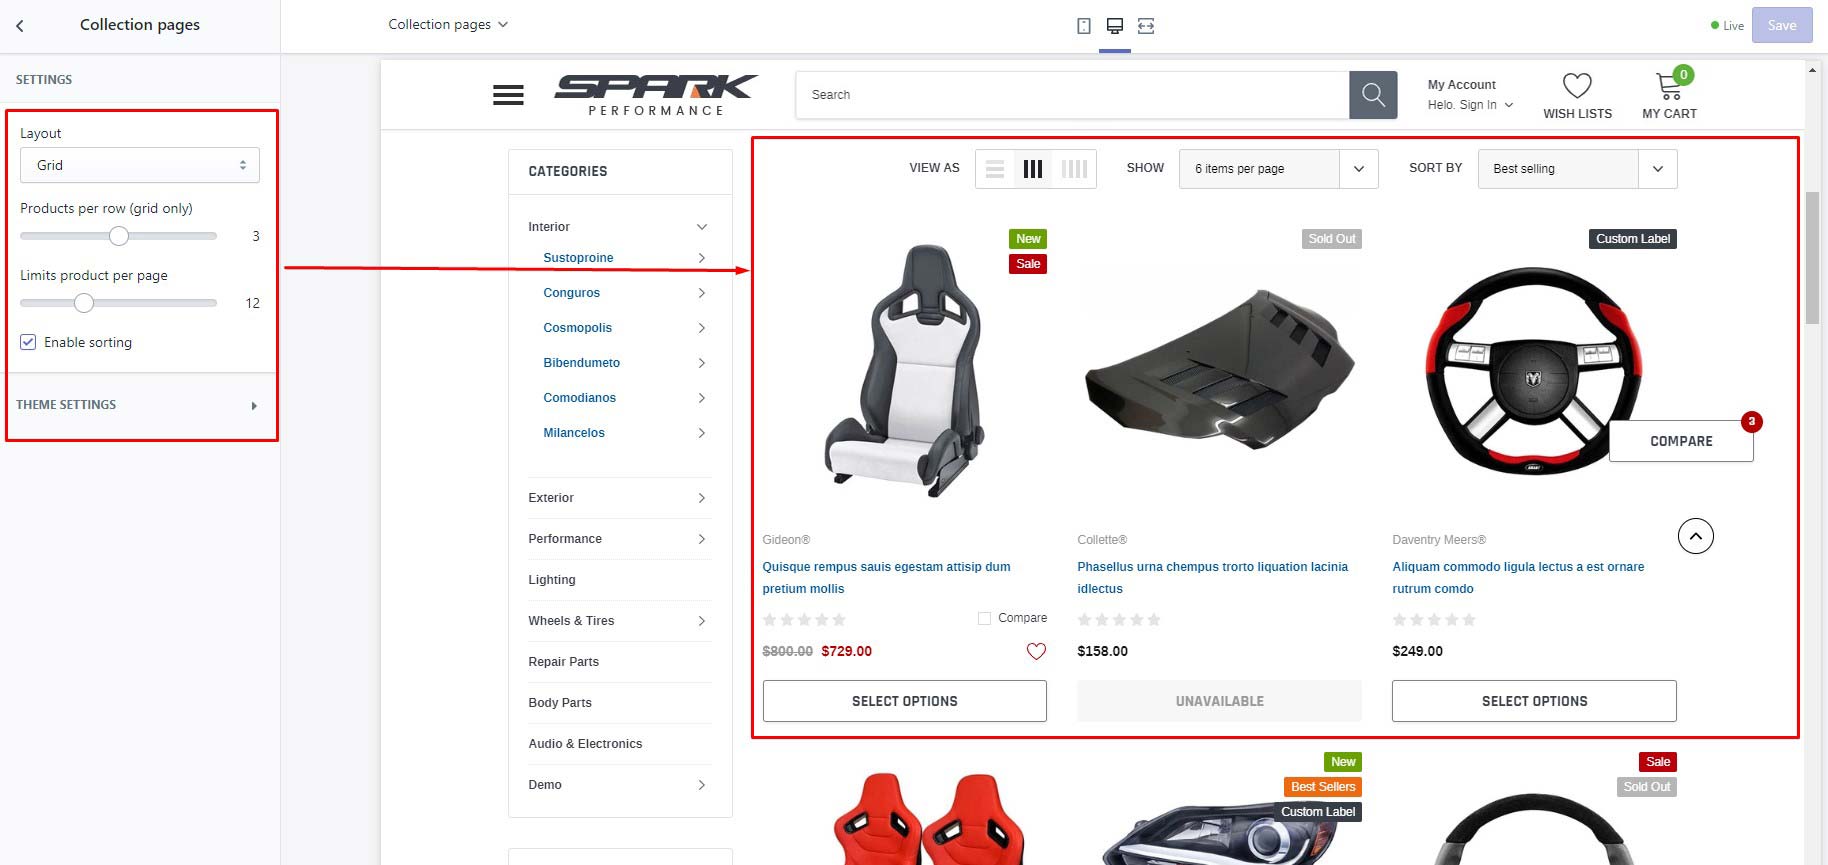 Collection pages
Collection pages
Live
Save
SETTINGS
Layout
Grid
Products per row (grid only)
3
Limits product per page
12
Enable sorting
THEME SETTINGS
SPARK
PERFORMANCE
Search
My Account
Helo. Sign In
WISH LISTS
0
MY CART
CATEGORIES
Interior
Sustoproine
Conguros
Cosmopolis
Bibendumeto
Comodianos
Milancelos
Exterior
Performance
Lighting
Wheels & Tires
Repair Parts
Body Parts
Audio & Electronics
Demo
VIEW AS
SHOW
6 items per page
SORT BY
Best selling
New
Sale
Gideon®
Quisque rempus sauis egestam attisip dum
pretium mollis
Compare
$800.00 $729.00
SELECT OPTIONS
Sold Out
Collette®
Phasellus urna chempus trorto liquation lacinia
idlectus
$158.00
UNAVAILABLE
Custom Label
3
COMPARE
Daventry Meers®
Aliquam commodo ligula lectus a est ornare
rutrum comdo
$249.00
SELECT OPTIONS
New
Best Sellers
Custom Label
Sale
Sold Out